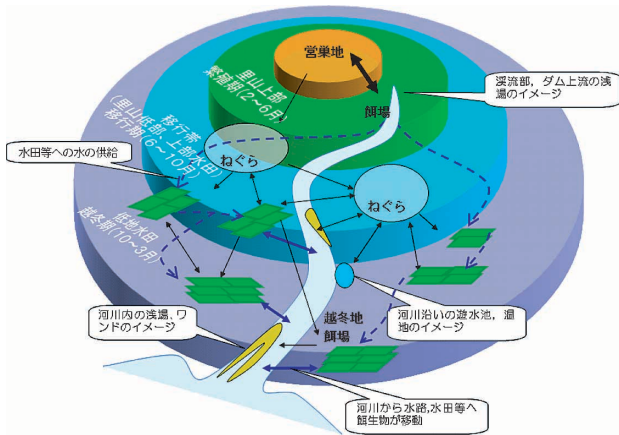 営巣地
里山上部
繁殖期(2～6月)
餌場
渓流部，ダム上流の浅
場のイメージ
移行帯
(里山低部、上部水田)
移行期(6～10月)
水田等への水の供給
ねぐら
ねぐら
低地水田
越冬期(10～3月)
河川内の浅場、ワ
ンドのイメージ
越冬地
餌場
河川沿いの遊水池，湿
地のイメージ
河川から水路,水田等へ
餌生物が移動